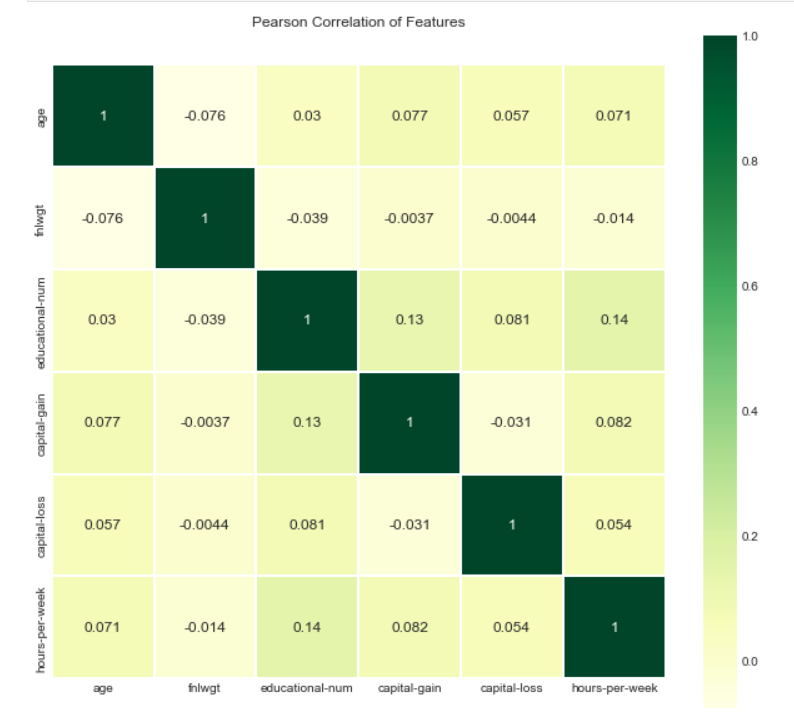 Pearson Correlation of Features
1.0
age 1 -0.076 0.03 0.077 0.057 0.071
0.8
fnlwgt -0.076 1 -0.039 -0.0037 -0.0044 -0.014
0.6
educational-num 0.03 -0.039 1 0.13 0.081 0.14
0.4
capital-gain 0.077 -0.0037 0.13 1 -0.031 0.082
capital-loss 0.057 -0.0044 0.081 -0.031 1 0.054
0.2
hours-per-week 0.071 -0.014 0.14 0.082 0.054 1
0.0
age fnlwgt educational-num capital-gain capital-loss hours-per-week